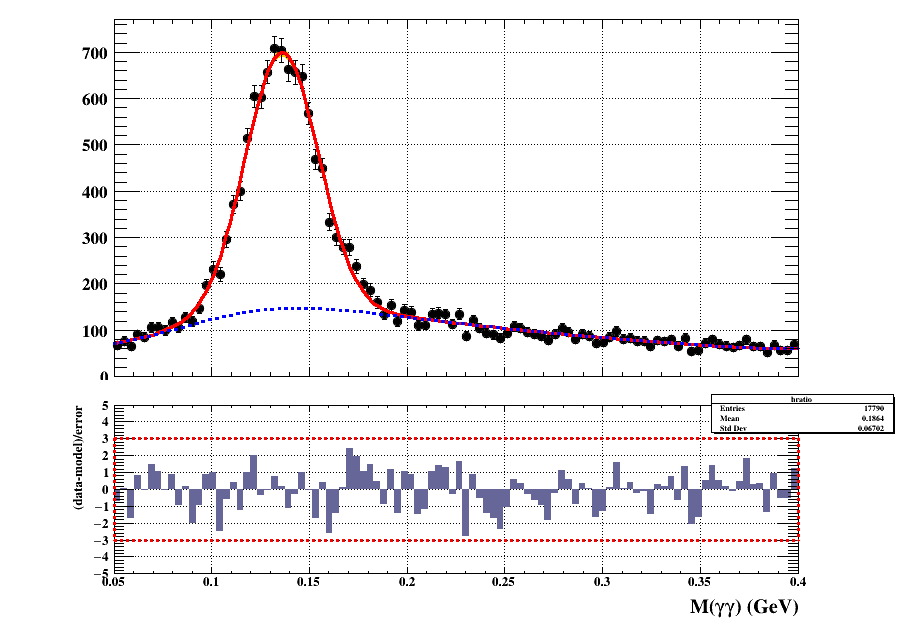 700
600
500
400
300
200
100
0
hratio
Entries 17790
Mean 0.1864
Std Dev 0.06702
(data-model)/error
5
4
3
2
1
0
−1
−2
−3
−4
−5
0.05 0.1 0.15 0.2 0.25 0.3 0.35 0.4
M(γγ) (GeV)